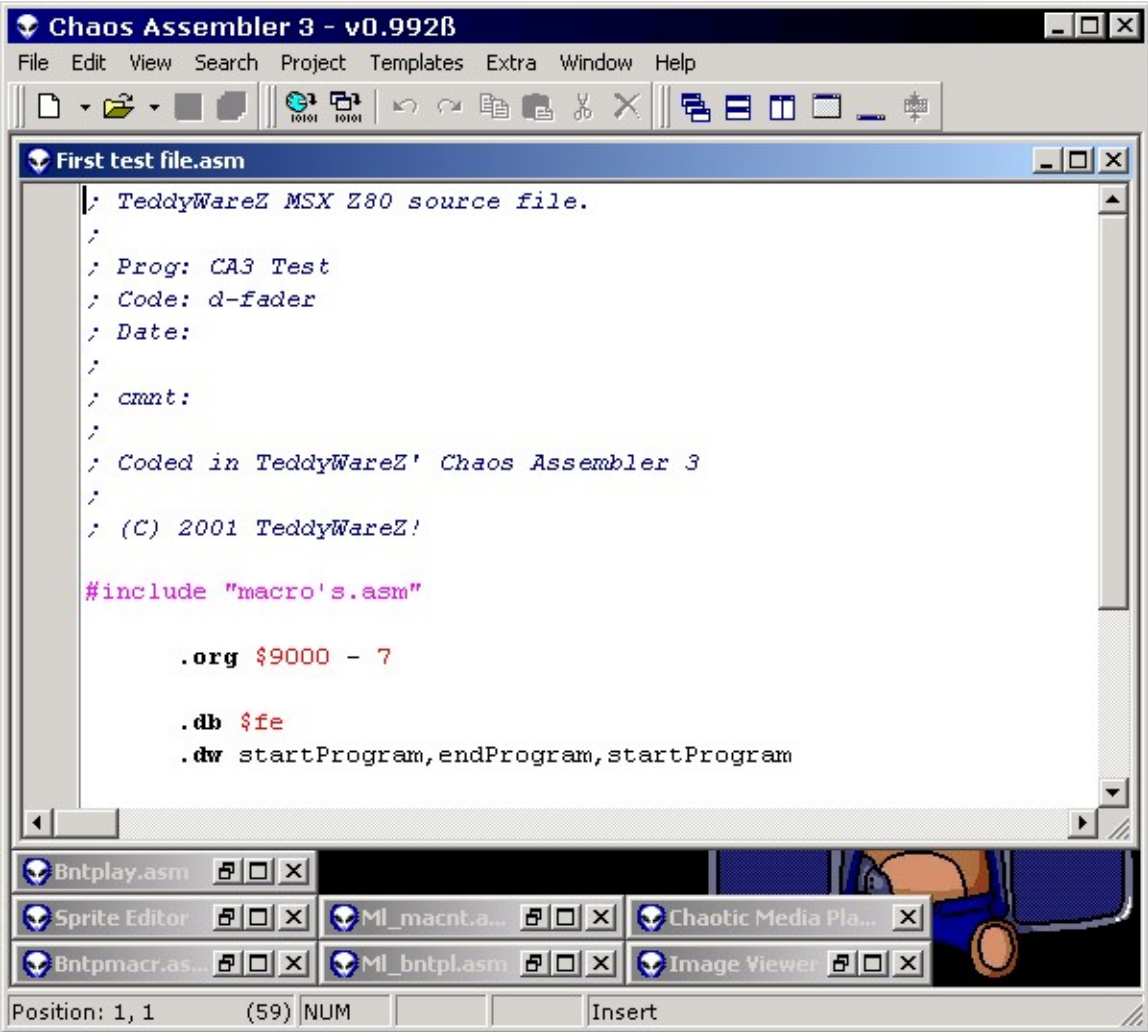 Chaos Assembler 3 - v0.992ß
File Edit View Search Project Templates Extra Window Help
10101 10101
First test file.asm
; TeddyWareZ MSX Z80 source file.
;
; Prog: CA3 Test
; Code: d-fader
; Date:
;
; cmnt:
;
; Coded in TeddyWareZ' Chaos Assembler 3
;
; (C) 2001 TeddyWareZ!
#include "macro's.asm"
.org $9000 - 7
.db $fe
.dw startProgram,endProgram,startProgram
Bntplay.asm
Sprite Editor Ml_macnt.a... Chaotic Media Pla...
Bntpmacr.as... Ml_bntpl.asm Image Viewer
Position: 1, 1 (59) NUM Insert